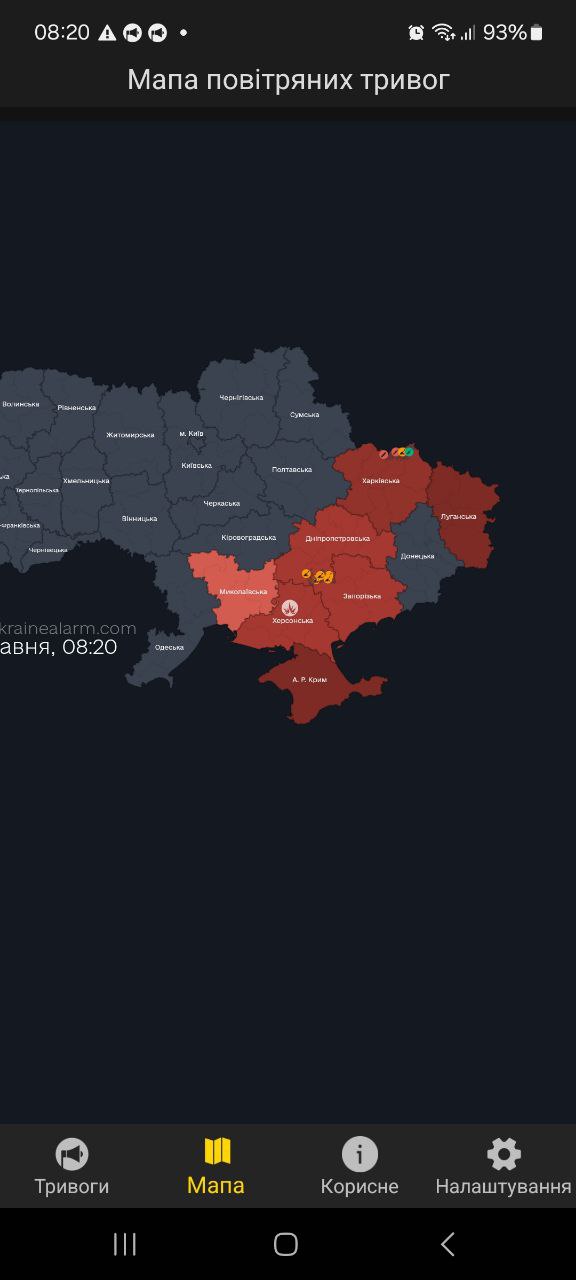 08:20
93%
Мапа повітряних тривог
Чернігівська
Волинська
Рівненська
Сумська
Житомирська
м. Київ
Київська
Полтавська
Харківська
ка
Тернопільська
Хмельницька
Черкаська
Луганська
Вінницька
-Франківська
Кіровоградська
Дніпропетровська
Чернівецька
Донецька
Миколаївська
Запорізька
Херсонська
krainealarm.com
авня, 08:20
Одеська
А. Р. Крим
Тривоги
Мапа
Корисне
Налаштування